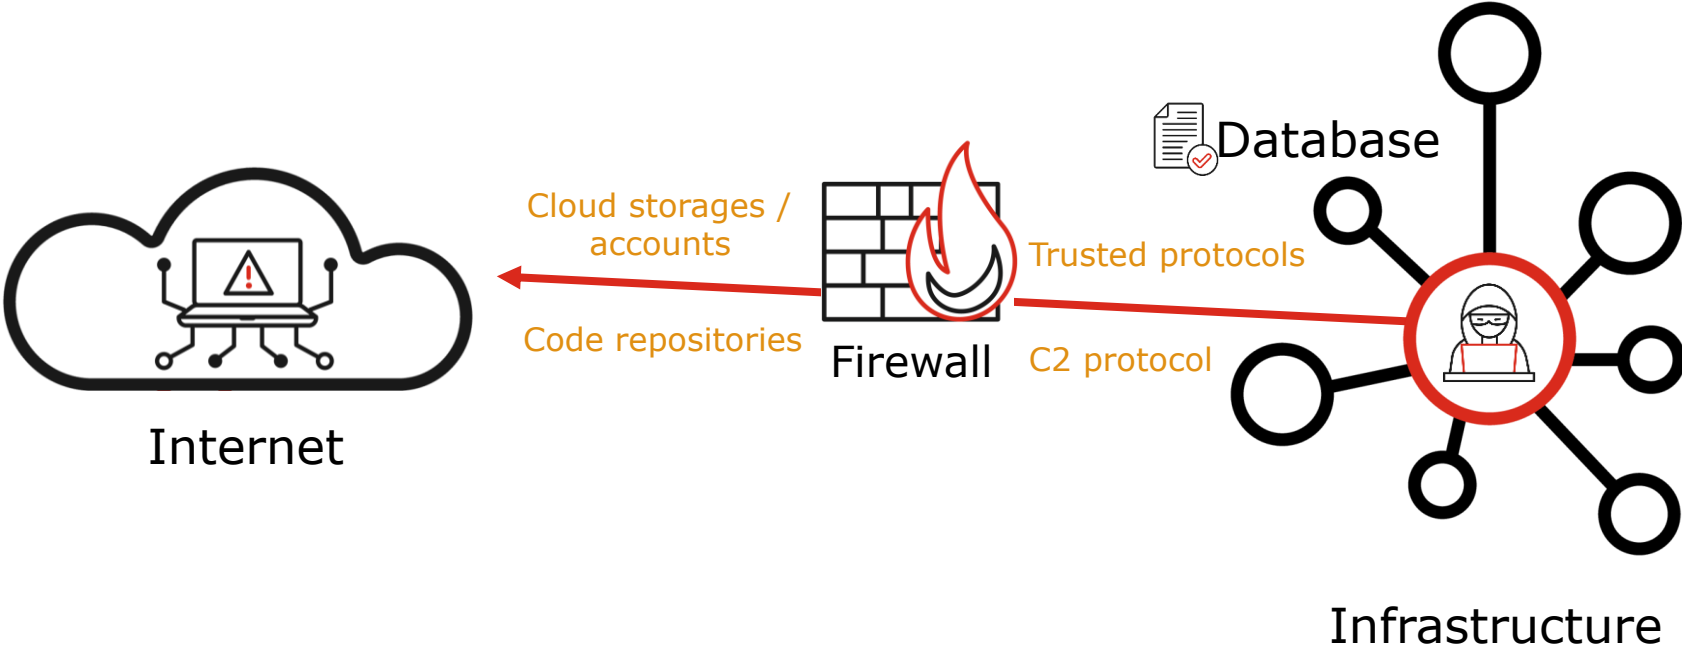 Database
Cloud storages /
accounts
Trusted protocols
Code repositories
Firewall
C2 protocol
Internet
Infrastructure